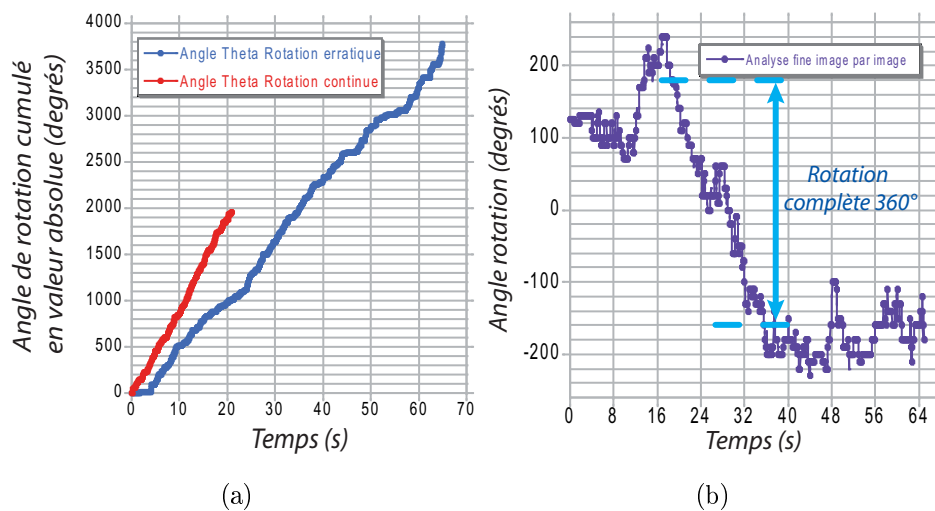 Angle de rotation cumulé
en valeur absolue (degrés)
4000
3500
3000
2500
2000
1500
1000
500
0
Angle Theta Rotation erratique
Angle Theta Rotation continue
0 10 20 30 40 50 60 70
Temps (s)
(a)
Angle rotation (degrés)
200
100
0
-100
-200
Analyse fine image par image
Rotation
complète 360°
0 8 16 24 32 40 48 56 64
Temps (s)
(b)